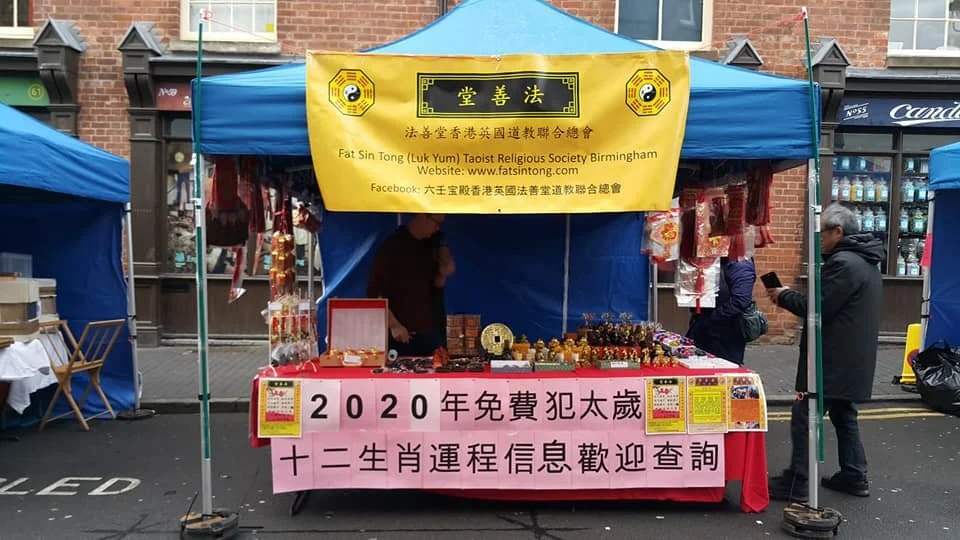 堂善法
法善堂香港英國道教聯合總會
Fat Sin Tong (Luk Yum) Taoist Religious Society Birmingham
Website: www.fatsintong.com
Facebook: 六壬宝殿香港英國法善堂道教聯合總會
2020年免費犯太歲
十二生肖運程信息歡迎查詢
61
Nº55
LED